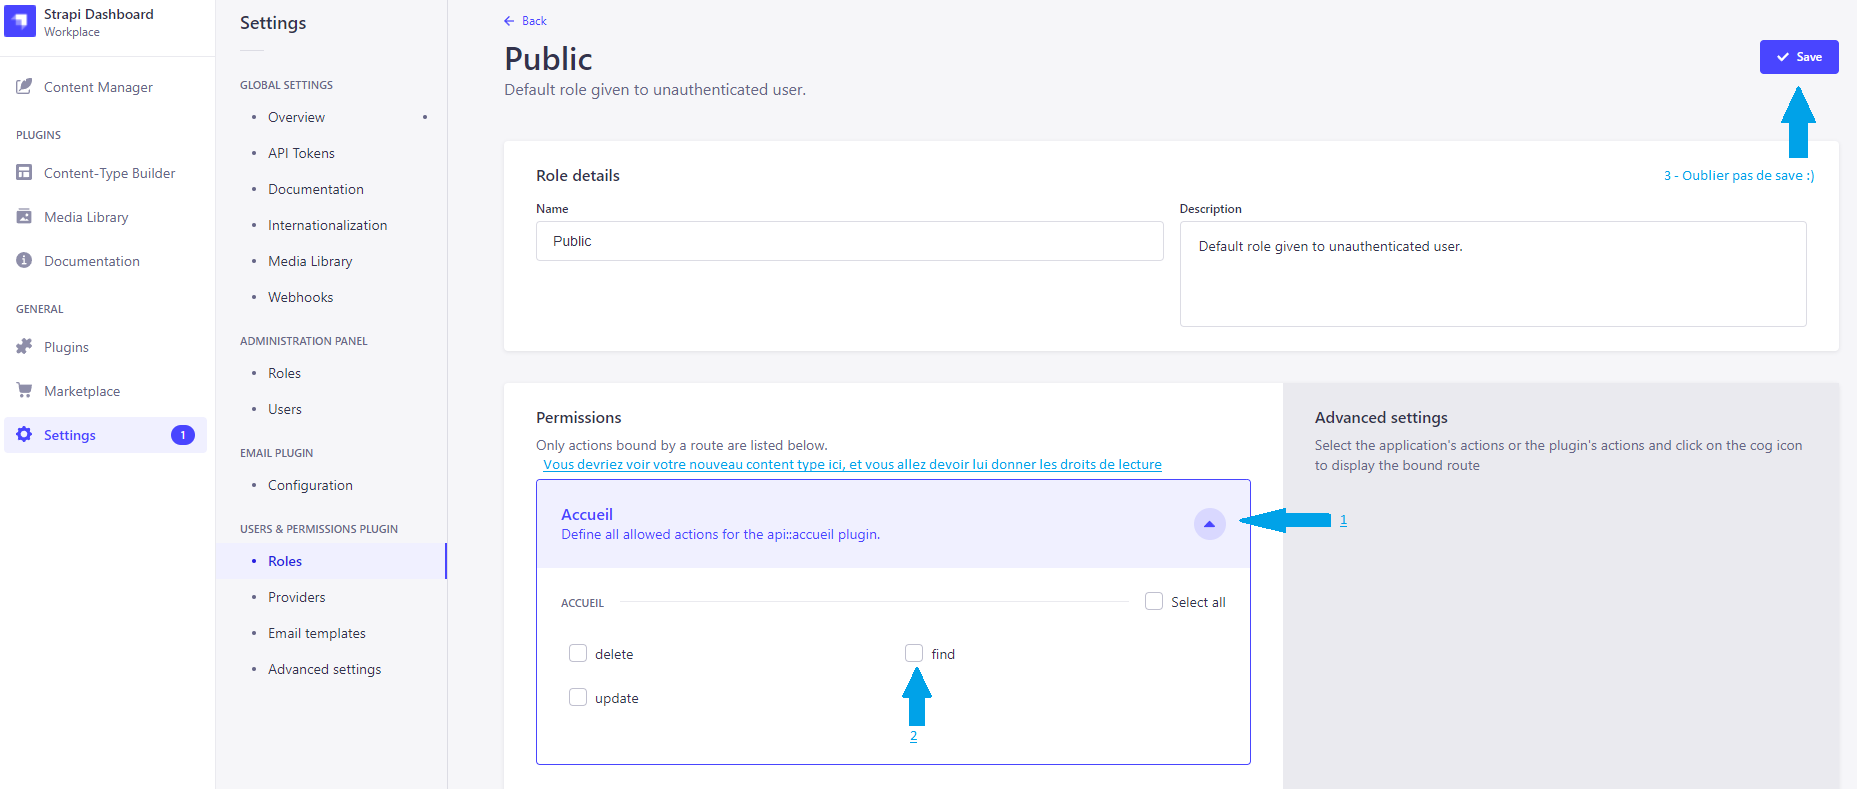 Strapi Dashboard
Workplace
Content Manager
PLUGINS
Content-Type Builder
Media Library
Documentation
GENERAL
Plugins
Marketplace
Settings 1
Settings
GLOBAL SETTINGS
Overview
API Tokens
Documentation
Internationalization
Media Library
Webhooks
ADMINISTRATION PANEL
Roles
Users
EMAIL PLUGIN
Configuration
USERS & PERMISSIONS PLUGIN
Roles
Providers
Email templates
Advanced settings
Back
Public
Default role given to unauthenticated user.
Save
Role details
3 - Oublier pas de save :)
Name
Public
Description
Default role given to unauthenticated user.
Permissions
Only actions bound by a route are listed below.
Vous devriez voir votre nouveau content type ici, et vous allez devoir lui donner les droits de lecture
Accueil
Define all allowed actions for the api::accueil plugin.
1
ACCUEIL
Select all
delete
find
update
2
Advanced settings
Select the application's actions or the plugin's actions and click on the cog icon
to display the bound route